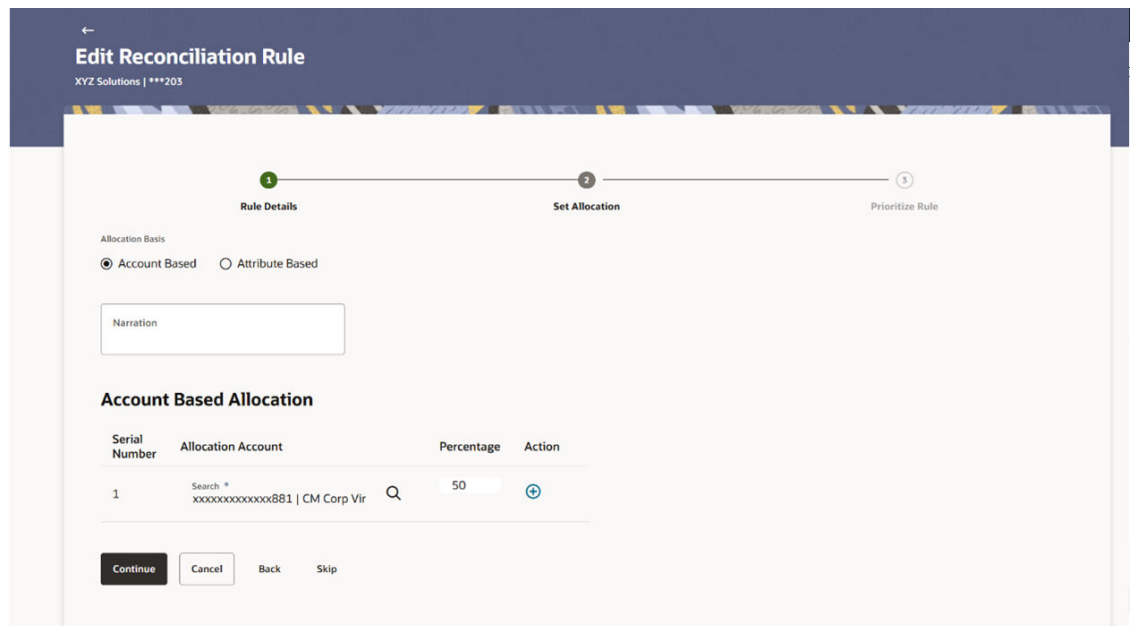 Edit Reconciliation Rule
XYZ Solutions | ***203
1
2
3
Rule Details
Set Allocation
Prioritize Rule
Allocation Basis
Account Based
Attribute Based
Narration
Account Based Allocation
Serial Number
Allocation Account
Percentage
Action
1
Search *
xxxxxxxxxxxxx881 | CM Corp Vir
50
Continue
Cancel
Back
Skip